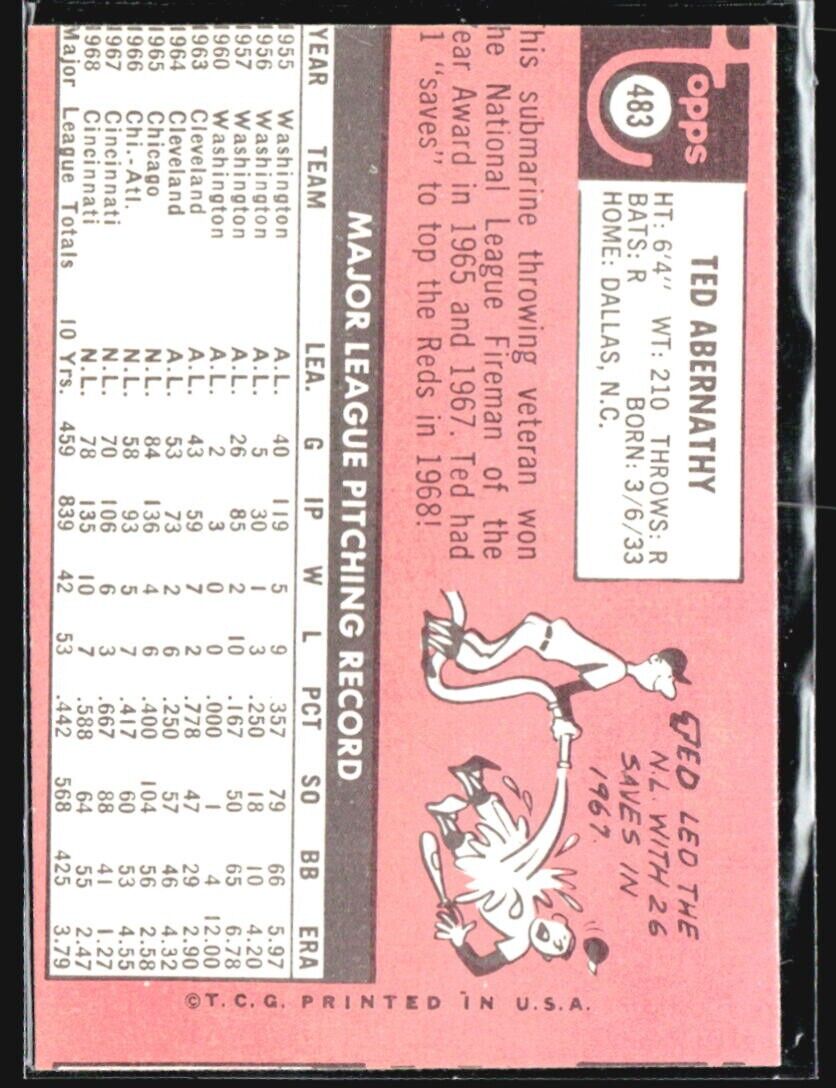 Topps
483
TED ABERNATHY
HT: 6'4" WT: 210 THROWS: R
BATS: R BORN: 3/6/33
HOME: DALLAS, N.C.
his submarine throwing veteran won
he National League Fireman of the
ear Award in 1965 and 1967. Ted had
1 "saves" to top the Reds in 1968!
TED LED THE
N.L. WITH 26
SAVES IN
1967.
MAJOR LEAGUE PITCHING RECORD
YEAR TEAM LEA. G IP W L PCT SO BB ERA
1955 Washington A.L. 40 119 5 9 .357 79 66 5.97
1956 Washington A.L. 5 30 1 3 .250 18 10 4.20
1957 Washington A.L. 26 85 2 10 .167 50 65 6.78
1960 Washington A.L. 2 3 0 0 .000 1 4 12.00
1963 Cleveland A.L. 43 59 7 2 .778 47 29 2.90
1964 Cleveland A.L. 53 73 2 6 .250 57 46 4.32
1965 Chicago N.L. 84 136 4 6 .400 104 56 2.58
1966 Chi.-Atl. N.L. 58 93 5 7 .417 60 53 4.55
1967 Cincinnati N.L. 70 106 6 3 .667 88 41 1.27
1968 Cincinnati N.L. 78 135 10 7 .588 64 55 2.47
Major League Totals 10 Yrs. 459 839 42 53 .442 568 425 3.79
©T.C.G. PRINTED IN U.S.A.